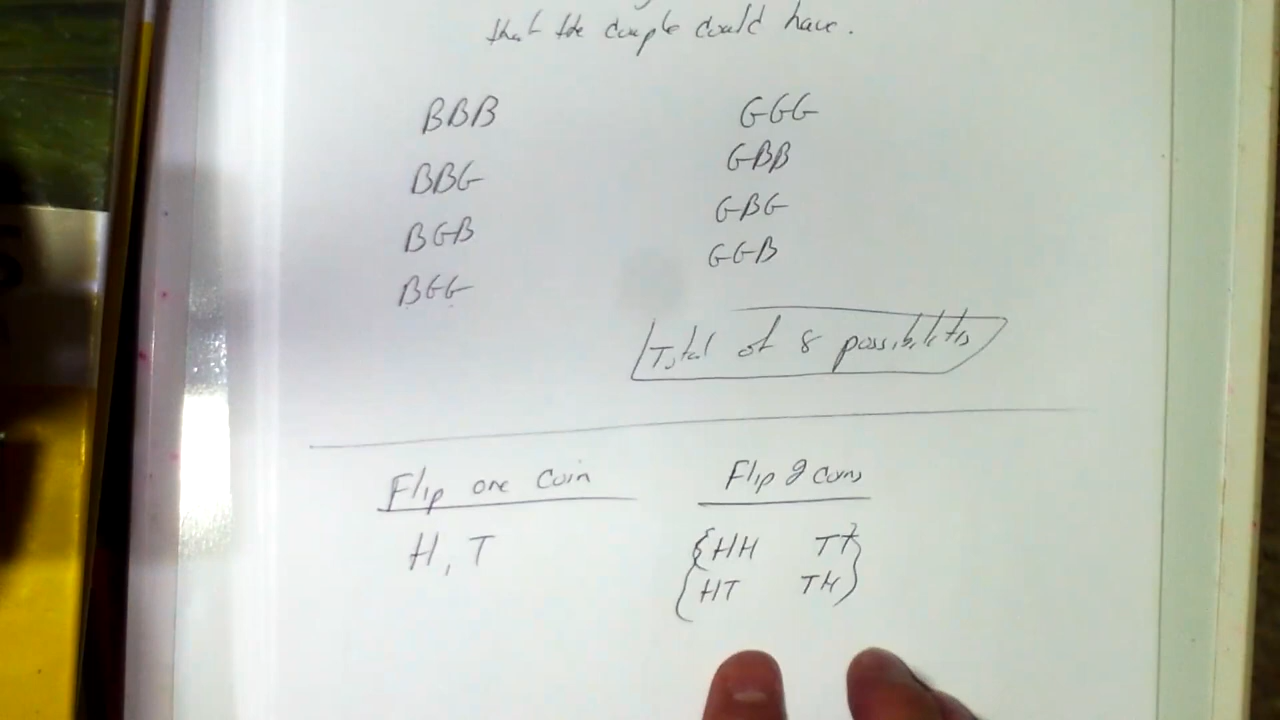 that the couple could have.
BBB
BBG
BGB
BGG
GGG
GBB
GBG
GGB
Total of 8 possibilities
Flip one coin
H, T
Flip 2 coins
{HH TT}
{HT TH}